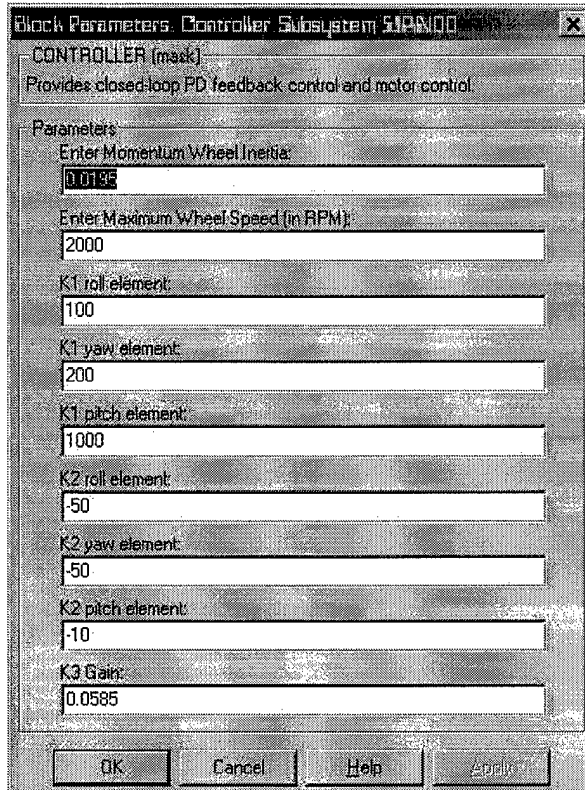 Block Parameters: Controller Subsystem
CONTROLLER (mask)
Provides closed-loop PD feedback control and motor control.
Parameters
Enter Momentum Wheel Inertia:
0.0195
Enter Maximum Wheel Speed (in RPM):
2000
K1 roll element:
100
K1 yaw element:
200
K1 pitch element:
1000
K2 roll element:
-50
K2 yaw element:
-50
K2 pitch element:
-10
K3 Gain:
0.0585
OK
Cancel
Help
Apply